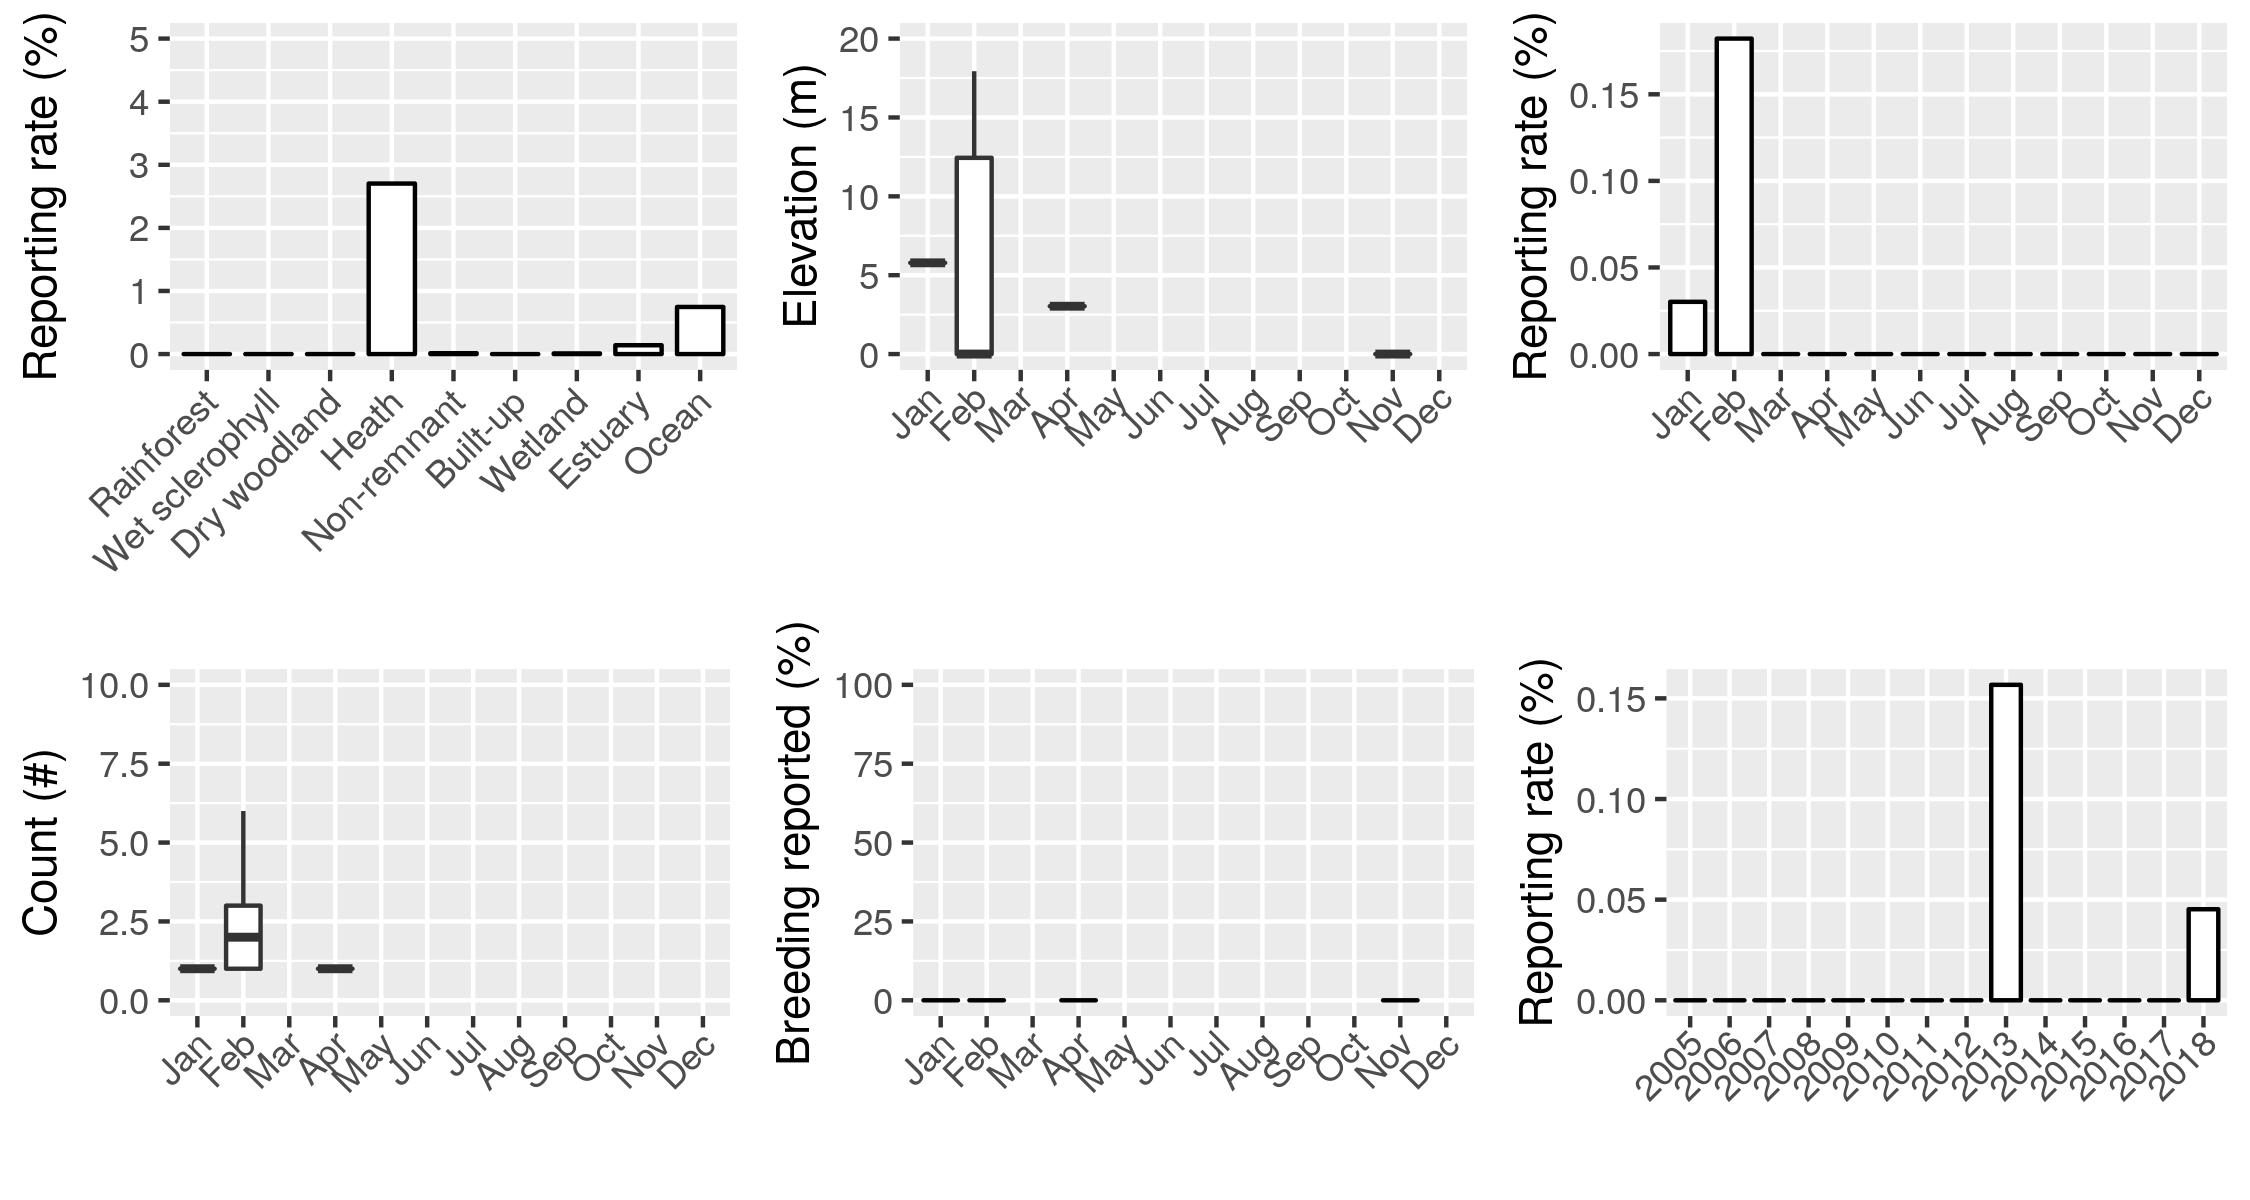 Reporting rate (%)
5
4
3
2
1
0
Rainforest
Wet sclerophyll
Dry woodland
Heath
Non-remnant
Built-up
Wetland
Estuary
Ocean
Elevation (m)
20
15
10
5
0
Jan
Feb
Mar
Apr
May
Jun
Jul
Aug
Sep
Oct
Nov
Dec
Reporting rate (%)
0.15
0.10
0.05
0.00
Jan
Feb
Mar
Apr
May
Jun
Jul
Aug
Sep
Oct
Nov
Dec
Count (#)
10.0
7.5
5.0
2.5
0.0
Jan
Feb
Mar
Apr
May
Jun
Jul
Aug
Sep
Oct
Nov
Dec
Breeding reported (%)
100
75
50
25
0
Jan
Feb
Mar
Apr
May
Jun
Jul
Aug
Sep
Oct
Nov
Dec
Reporting rate (%)
0.15
0.10
0.05
0.00
2005
2006
2007
2008
2009
2010
2011
2012
2013
2014
2015
2016
2017
2018